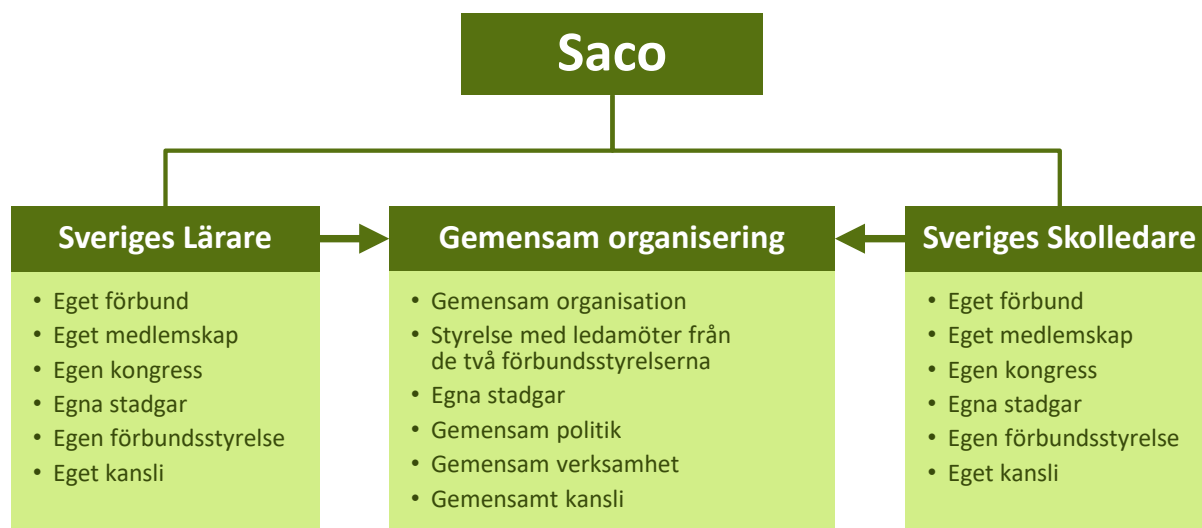 Saco
Sveriges Lärare
• Eget förbund
• Eget medlemskap
• Egen kongress
• Egna stadgar
• Egen förbundsstyrelse
• Eget kansli
Gemensam organisering
• Gemensam organisation
• Styrelse med ledamöter från
de två förbundsstyrelserna
• Egna stadgar
• Gemensam politik
• Gemensam verksamhet
• Gemensamt kansli
Sveriges Skolledare
• Eget förbund
• Eget medlemskap
• Egen kongress
• Egna stadgar
• Egen förbundsstyrelse
• Eget kansli